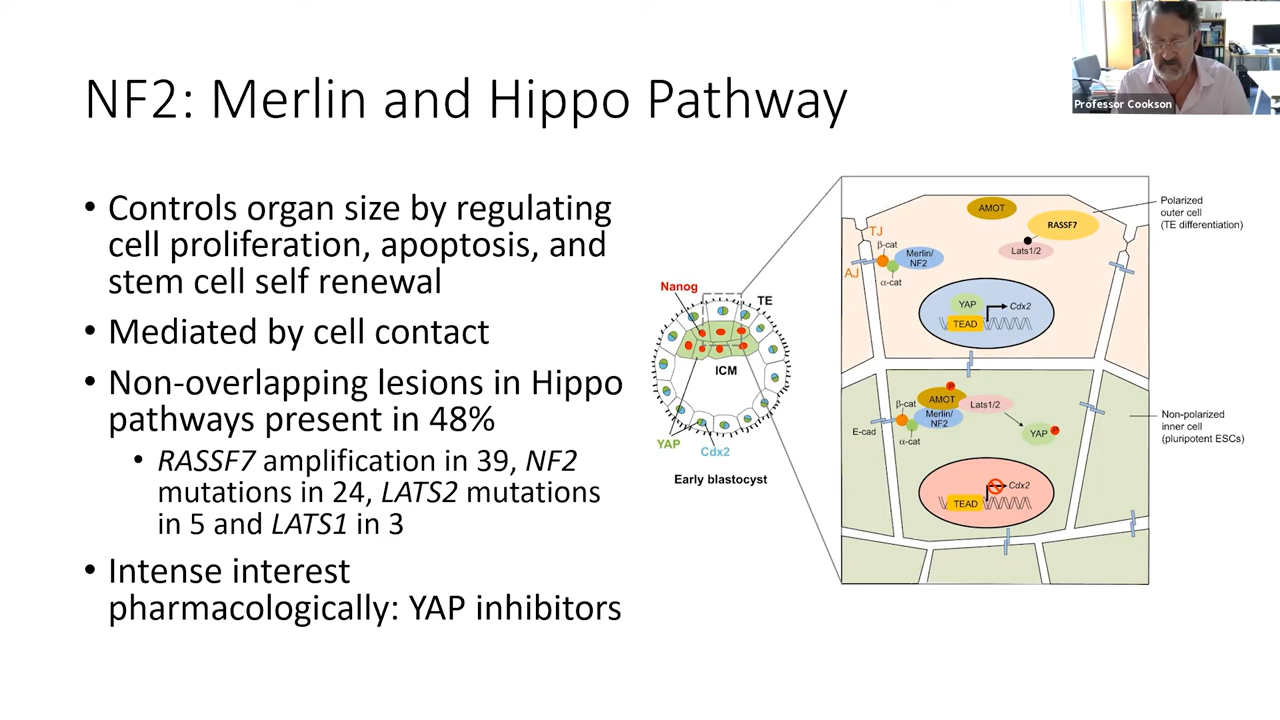 NF2: Merlin and Hippo Pathway
Professor Cookson
• Controls organ size by regulating
cell proliferation, apoptosis, and
stem cell self renewal
• Mediated by cell contact
• Non-overlapping lesions in Hippo
pathways present in 48%
• RASSF7 amplification in 39, NF2
mutations in 24, LATS2 mutations
in 5 and LATS1 in 3
• Intense interest
pharmacologically: YAP inhibitors
Nanog
TE
ICM
YAP
Cdx2
Early blastocyst
AMOT
RASSF7
Lats1/2
TJ
β-cat
Merlin/
NF2
AJ
α-cat
YAP
Cdx2
TEAD
Polarized
outer cell
(TE differentiation)
P
AMOT
Lats1/2
β-cat
Merlin/
NF2
E-cad
α-cat
YAP
P
Cdx2
TEAD
Non-polarized
inner cell
(pluripotent ESCs)